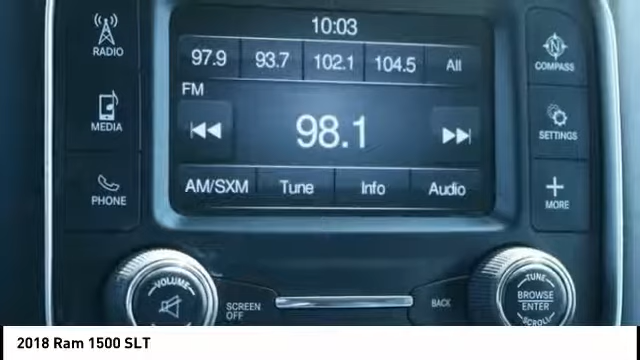 10:03
RADIO
97.9 93.7 102.1 104.5 All
COMPASS
FM
MEDIA
98.1
SETTINGS
PHONE
AM/SXM Tune Info Audio
MORE
VOLUME
SCREEN
OFF
BACK
TUNE
BROWSE
ENTER
SCROLL
2018 Ram 1500 SLT